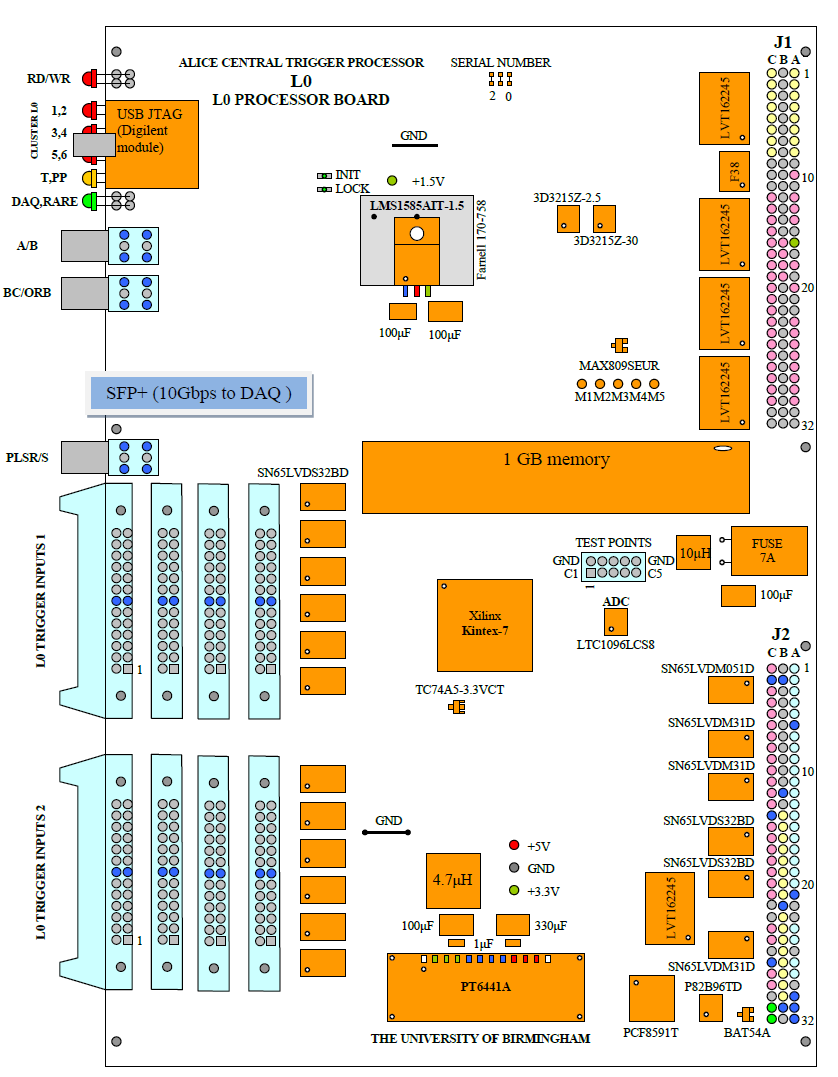 ALICE CENTRAL TRIGGER PROCESSOR
L0
L0 PROCESSOR BOARD
SERIAL NUMBER
2 0
J1
C B A
1
10
20
32
RD/WR
CLUSTER L0
1,2
3,4
5,6
T,PP
DAQ,RARE
USB JTAG
(Digilent
module)
A/B
BC/ORB
GND
INIT
LOCK
+1.5V
LMS1585AIT-1.5
Farnell 170-758
100µF
100µF
3D3215Z-2.5
3D3215Z-30
LVT162245
F38
LVT162245
LVT162245
LVT162245
MAX809SEUR
M1M2M3M4M5
SFP+ (10Gbps to DAQ )
PLSR/S
SN65LVDS32BD
1 GB memory
L0 TRIGGER INPUTS 1
1
TEST POINTS
GND
GND
C1
C5
1
10µH
FUSE
7A
100µF
Xilinx
Kintex-7
ADC
LTC1096LCS8
TC74A5-3.3VCT
J2
C B A
1
10
20
32
SN65LVDM051D
SN65LVDM31D
SN65LVDM31D
SN65LVDS32BD
SN65LVDS32BD
LVT162245
SN65LVDM31D
L0 TRIGGER INPUTS 2
1
GND
+5V
GND
+3.3V
4.7µH
100µF
330µF
1µF
PT6441A
PCF8591T
P82B96TD
BAT54A
THE UNIVERSITY OF BIRMINGHAM